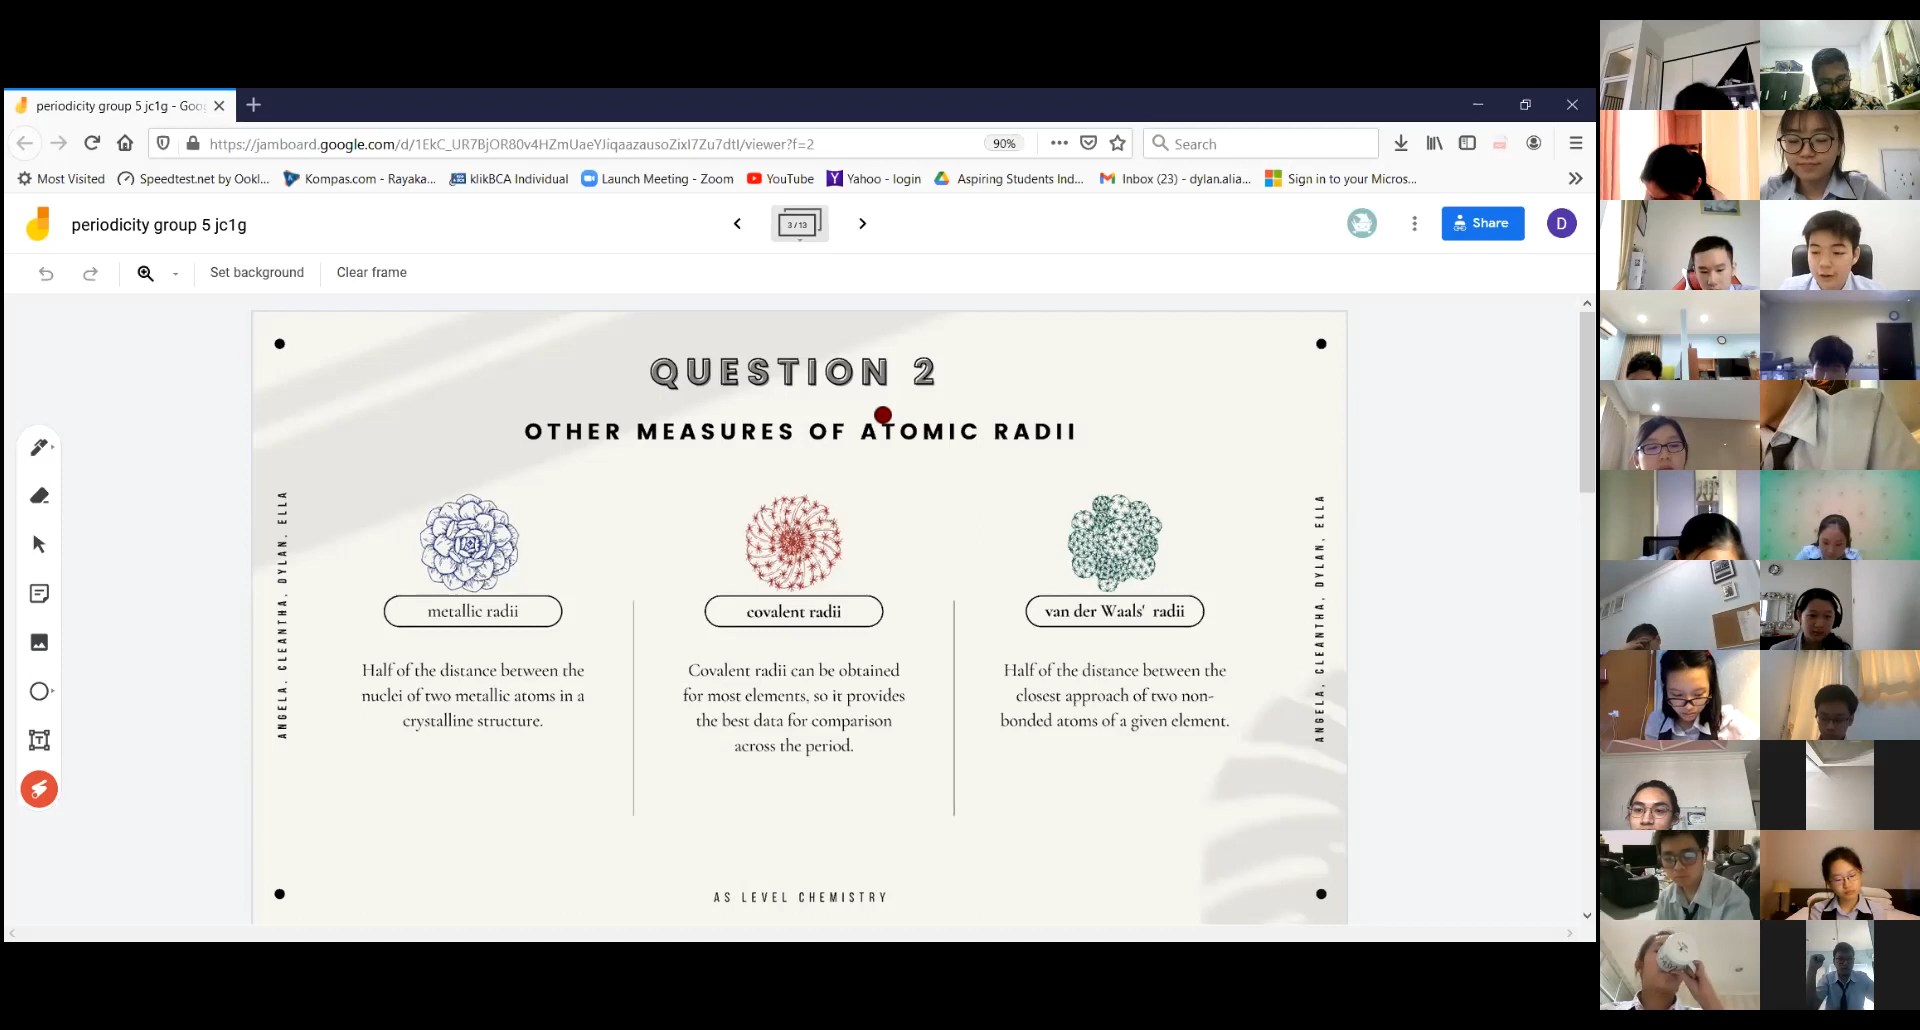 periodicity group 5 jc1g - Goo
https://jamboard.google.com/d/1EkC_UR7BjOR80v4HZmUaeYJiqaazausoZixI7Zu7dtI/viewer?f=2
90%
Search
Most Visited
Speedtest.net by Ookl...
Kompas.com - Rayaka...
klikBCA Individual
Launch Meeting - Zoom
YouTube
Yahoo - login
Aspiring Students Ind...
Inbox (23) - dylan.alia...
Sign in to your Micros...
periodicity group 5 jc1g
3 / 13
Share
D
Set background
Clear frame
QUESTION 2
OTHER MEASURES OF ATOMIC RADII
ANGELA, CLEANTHA, DYLAN, ELLA
metallic radii
Half of the distance between the
nuclei of two metallic atoms in a
crystalline structure.
covalent radii
Covalent radii can be obtained
for most elements, so it provides
the best data for comparison
across the period.
van der Waals' radii
Half of the distance between the
closest approach of two non-
bonded atoms of a given element.
ANGELA, CLEANTHA, DYLAN, ELLA
AS LEVEL CHEMISTRY